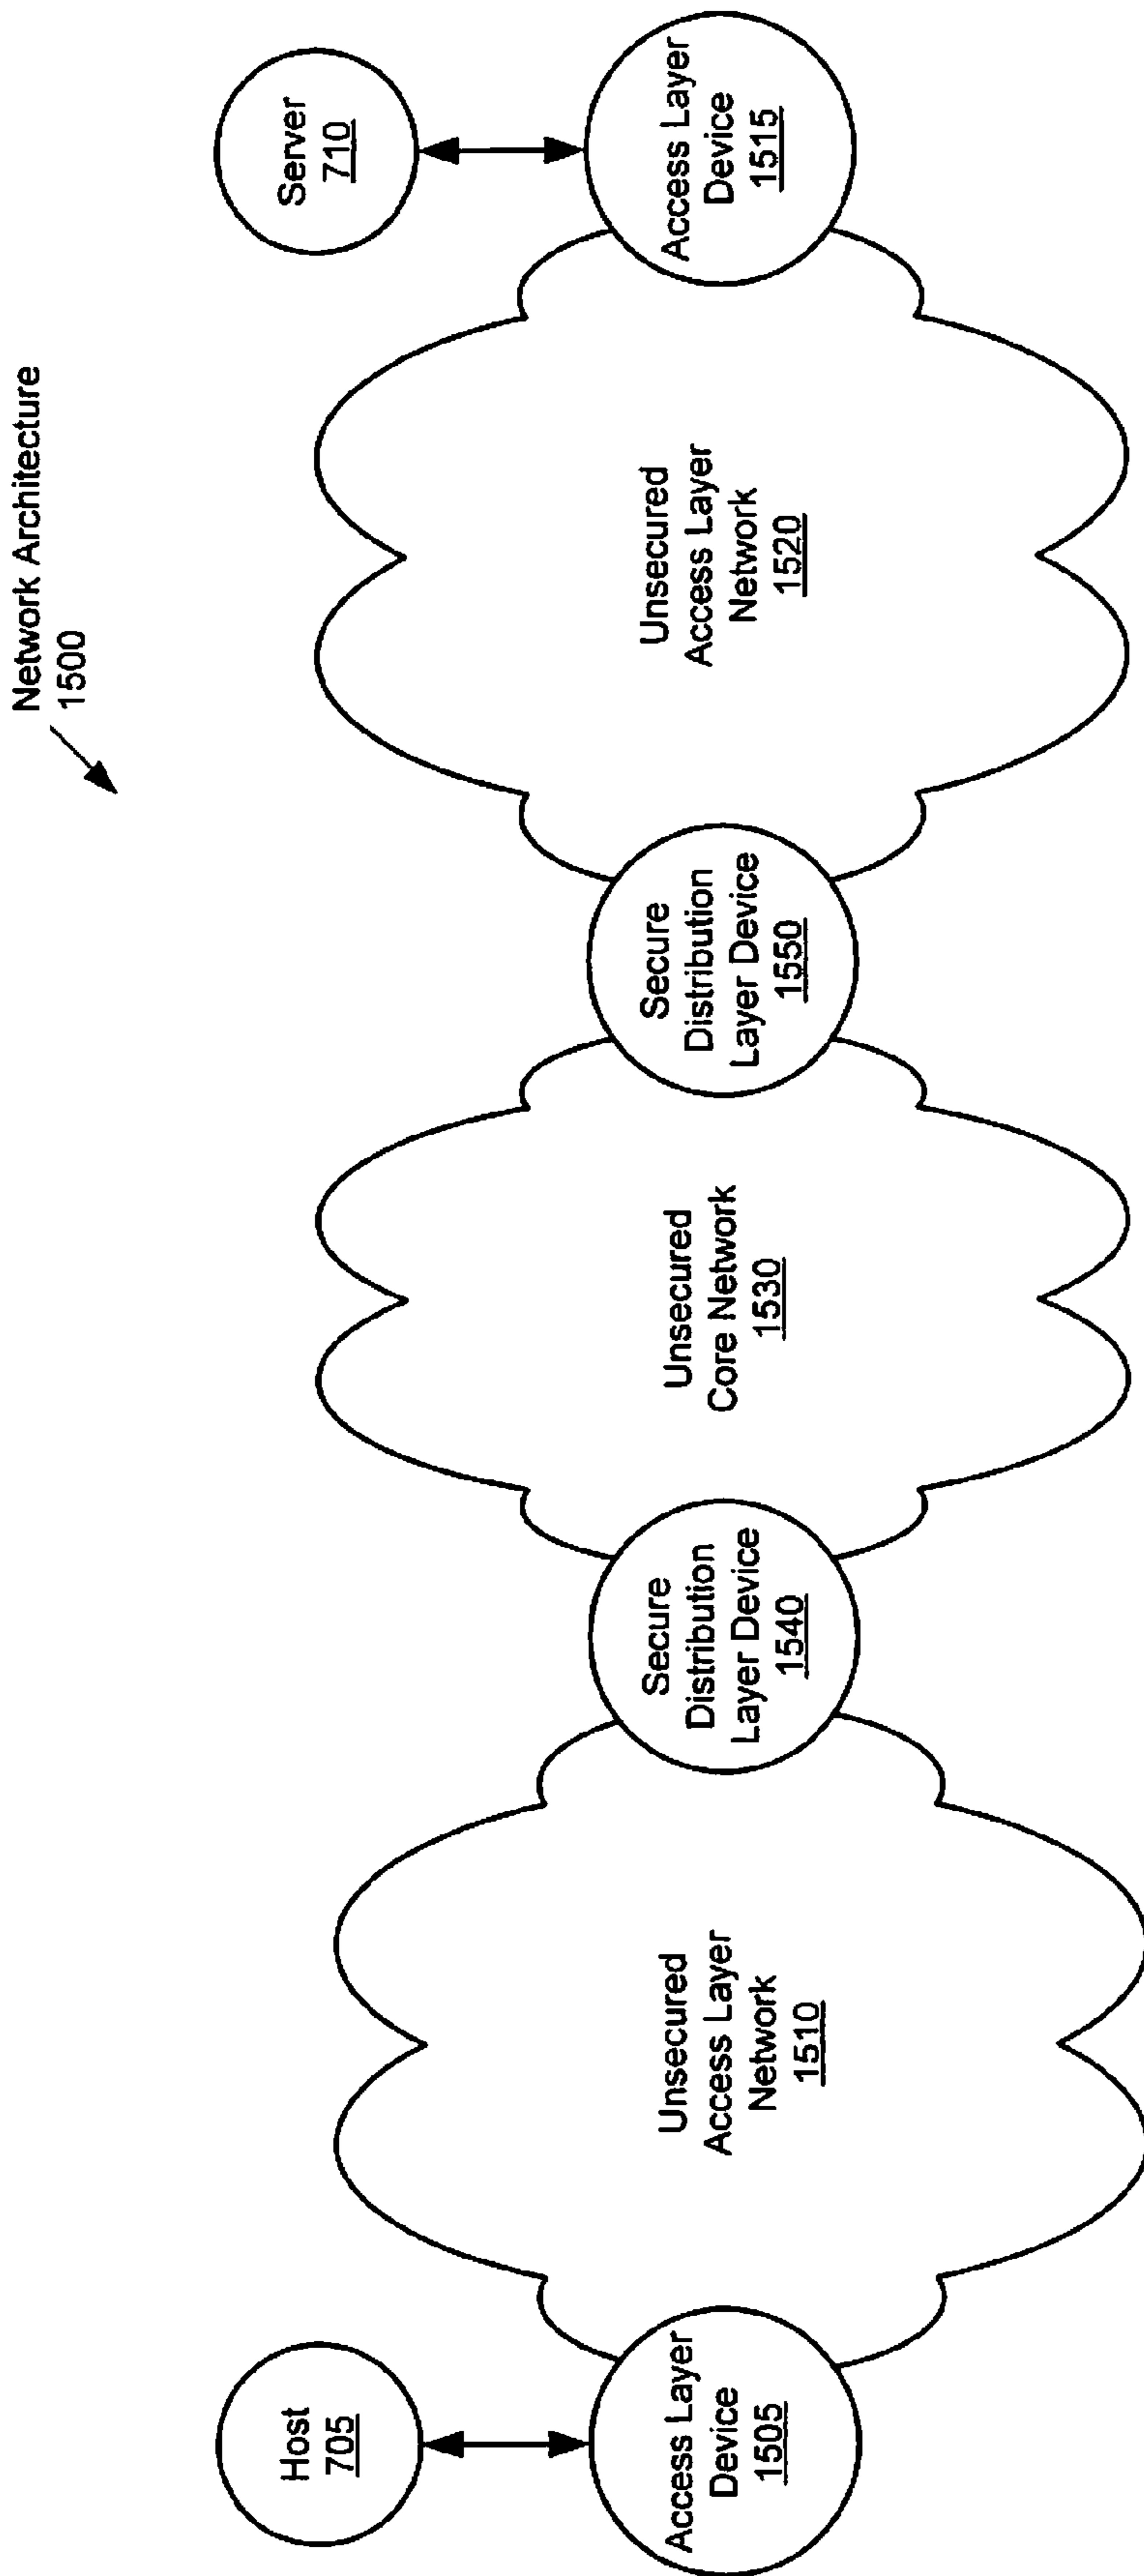 Network Architecture
1500
Host
705
Server
710
Access Layer
Device
1505
Unsecured
Access Layer
Network
1510
Secure
Distribution
Layer Device
1540
Unsecured
Core Network
1530
Secure
Distribution
Layer Device
1550
Unsecured
Access Layer
Network
1520
Access Layer
Device
1515